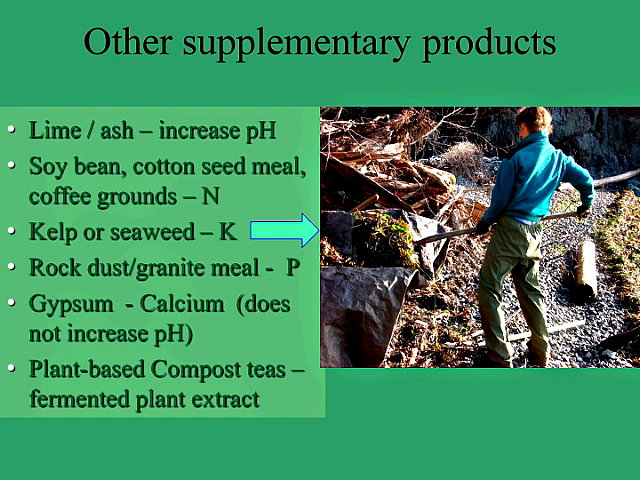 Other supplementary products
• Lime / ash – increase pH
• Soy bean, cotton seed meal,
coffee grounds – N
• Kelp or seaweed – K
• Rock dust/granite meal -  P
• Gypsum  - Calcium  (does
not increase pH)
• Plant-based Compost teas –
fermented plant extract